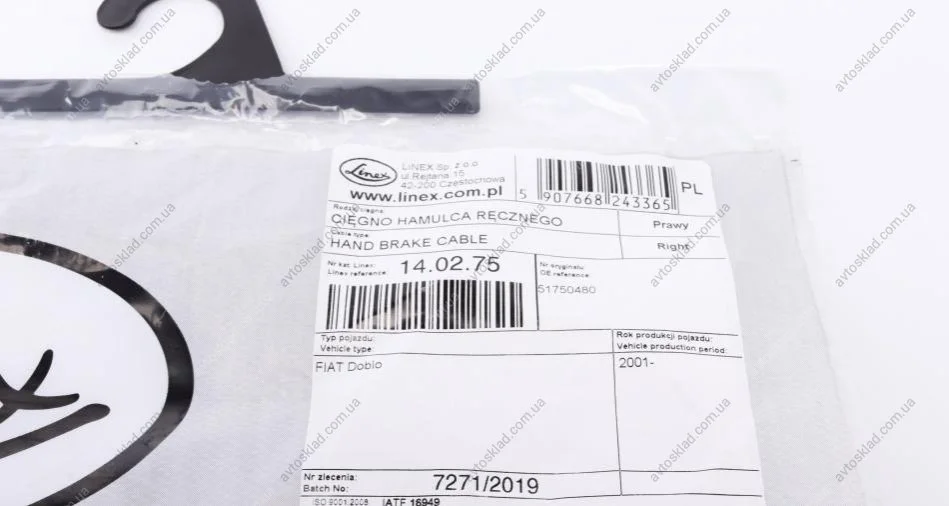 Linex
LINEX Sp. z o.o
ul.Rejtana 15
42-200 Częstochowa
www.linex.com.pl
5 907668 243365
PL
Rodzaj cięgna:
CIĘGNO HAMULCA RĘCZNEGO
Prawy
Cable type:
HAND BRAKE CABLE
Right
Nr kat. Linex:
Linex reference:
14.02.75
Nr oryginału:
OE reference:
51750480
Typ pojazdu:
Vehicle type:
Rok produkcji pojazdu:
Vehicle production period:
FIAT Doblo
2001-
Nr zlecenia:
Batch No:
7271/2019
ISO 9001:2008 IATF 16949
avtosklad.com.ua